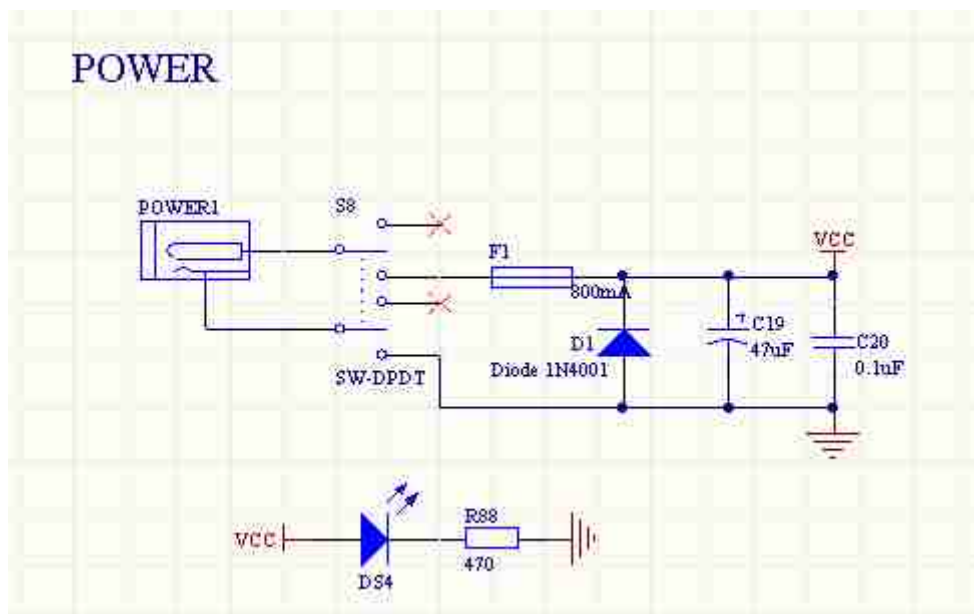 POWER
POWER1
S8
VCC
F1
800mA
C19
47uF
D1
C20
0.1uF
Diode 1N4001
SW-DPDT
VCC
R88
470
DS4